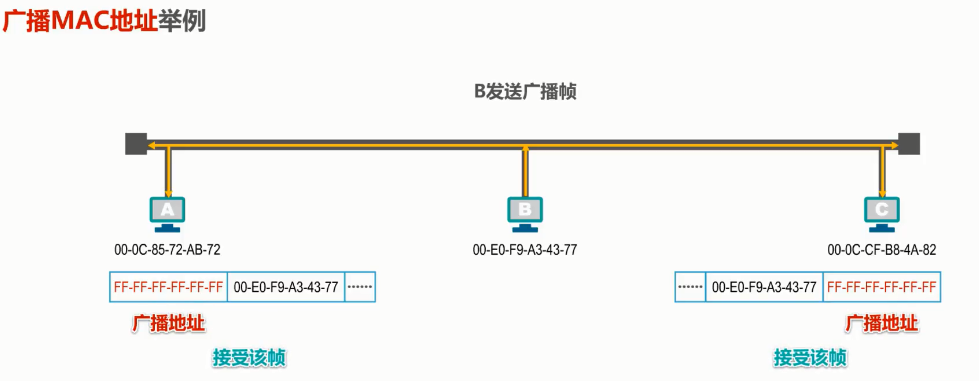 广播MAC地址举例
B发送广播帧
A
B
C
00-0C-85-72-AB-72
00-E0-F9-A3-43-77
00-0C-CF-B8-4A-82
FF-FF-FF-FF-FF-FF 00-E0-F9-A3-43-77 ······
······ 00-E0-F9-A3-43-77 FF-FF-FF-FF-FF-FF
广播地址
广播地址
接受该帧
接受该帧